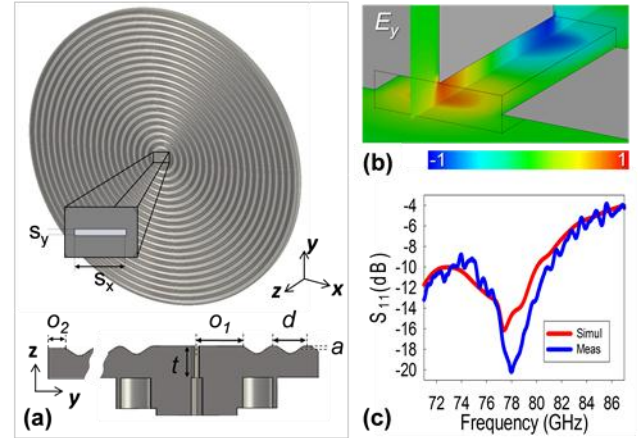 (a)
y
z
x
Sy
Sx
o2
o1
d
a
t
z
y
Ey
-1
1
(b)
-4
-6
-8
-10
-12
-14
-16
-18
-20
S11(dB)
Simul
Meas
72 74 76 78 80 82 84 86
Frequency (GHz)
(c)